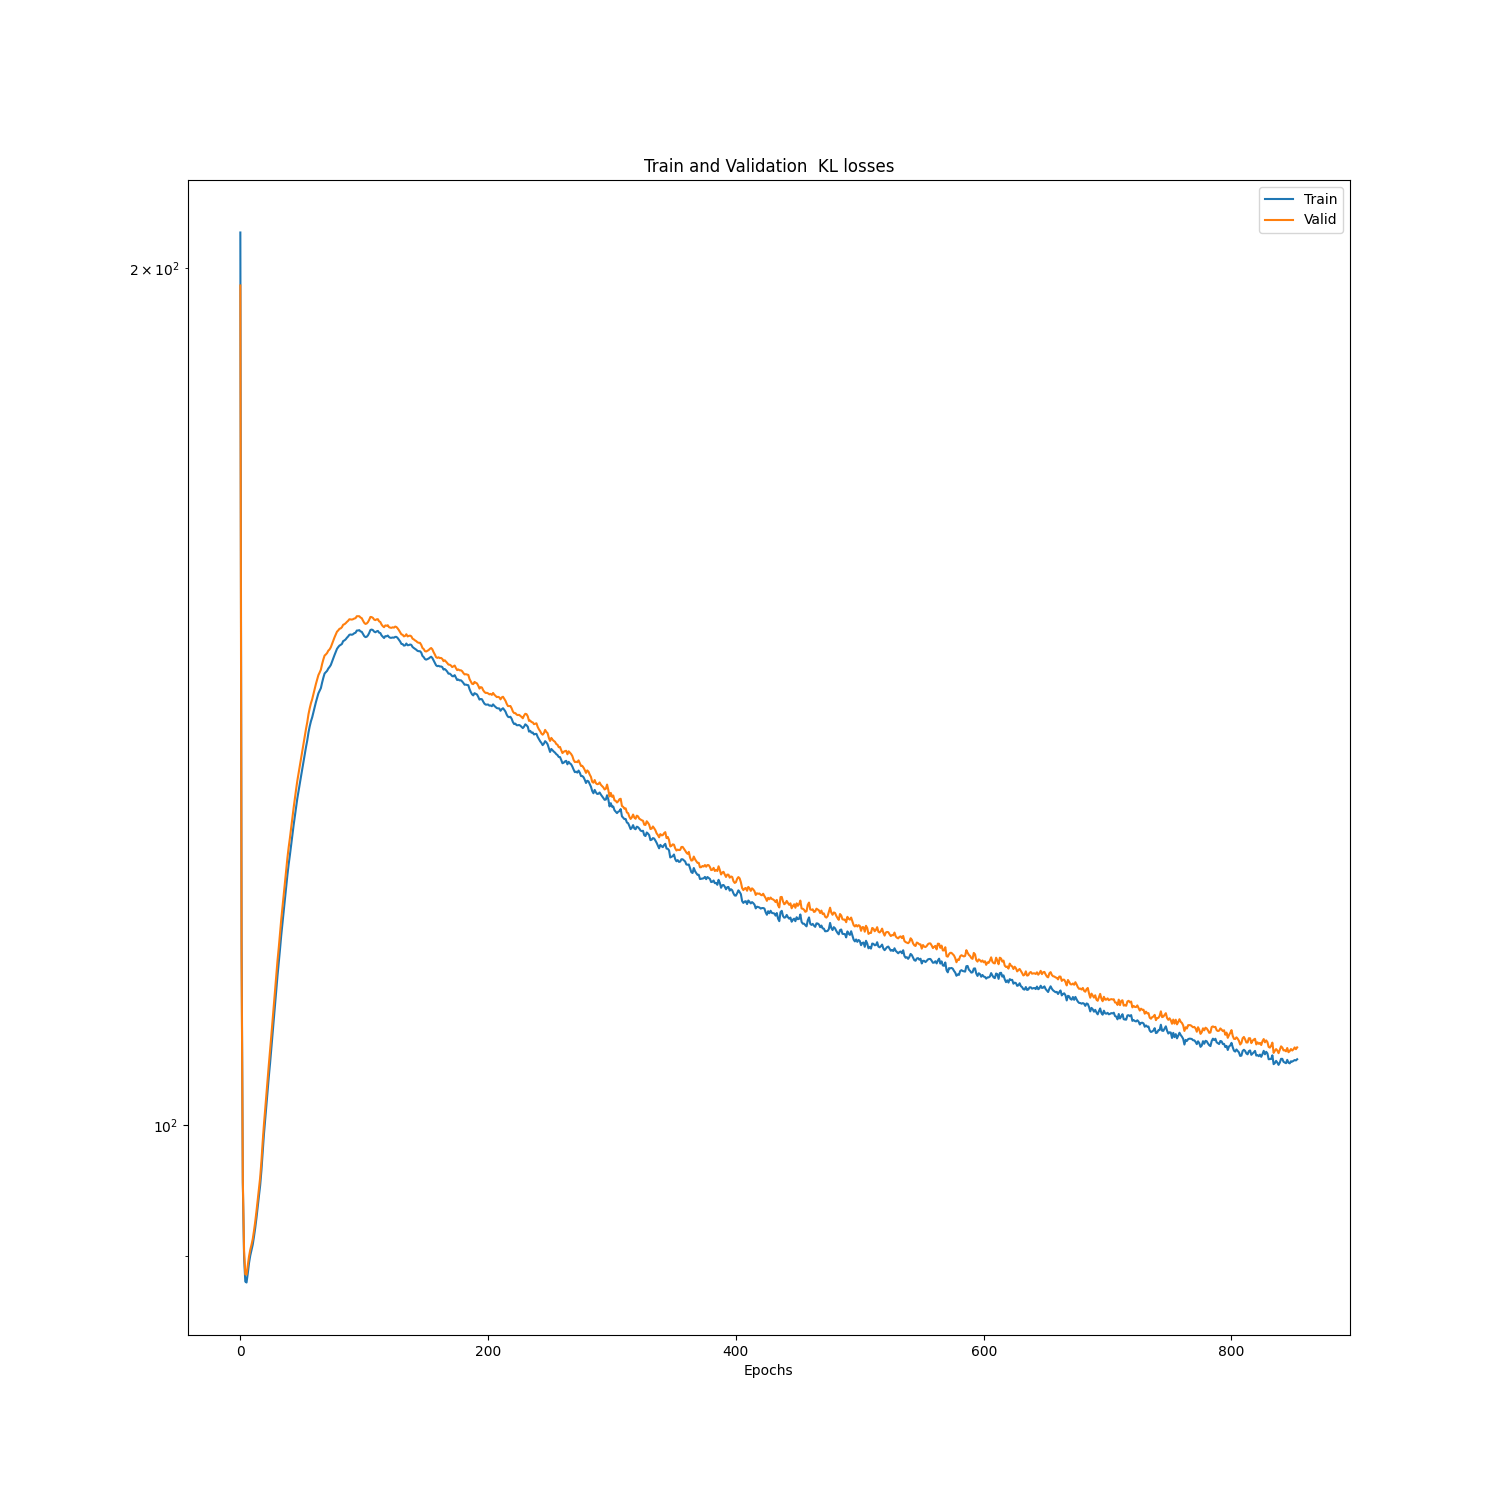 Train and Validation  KL losses
Train
Valid
2 × 10²
10²
0 200 400 600 800
Epochs